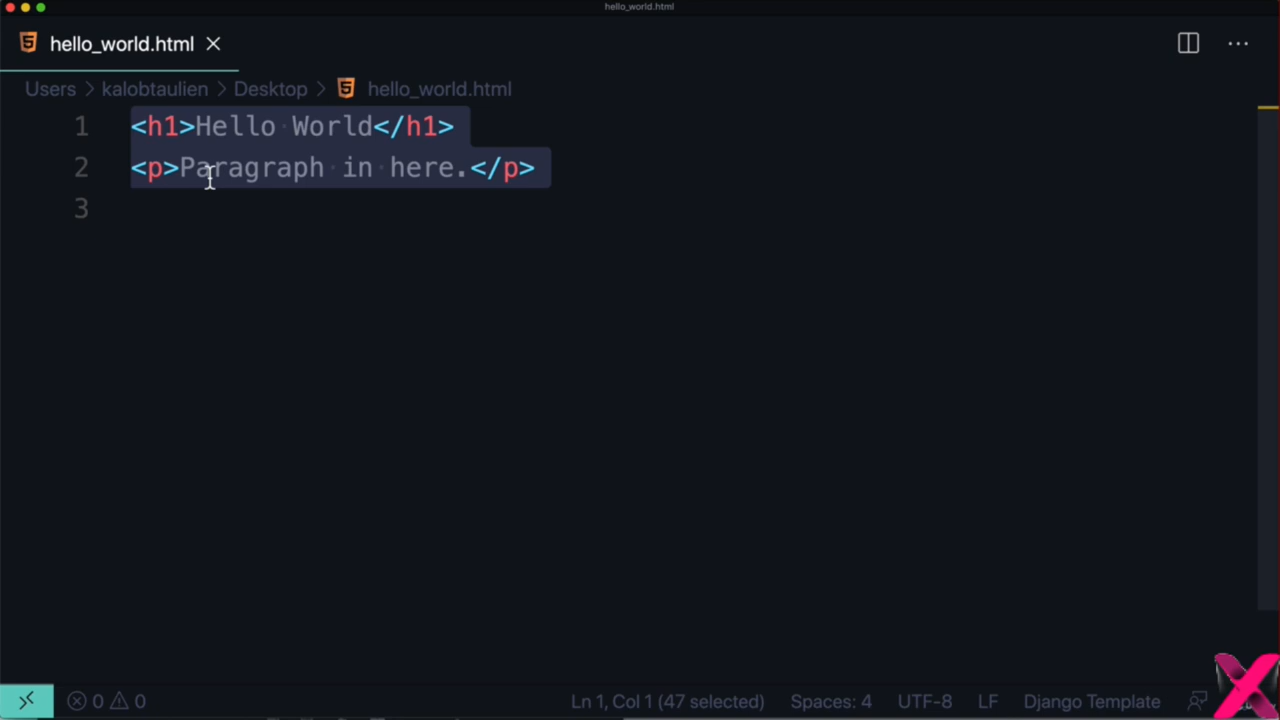 hello_world.html
hello_world.html
Users > kalobtaulien > Desktop > hello_world.html
1 <h1>Hello World</h1>
2 <p>Paragraph in here.</p>
3
0 0 Ln 1, Col 1 (47 selected) Spaces: 4 UTF-8 LF Django Template